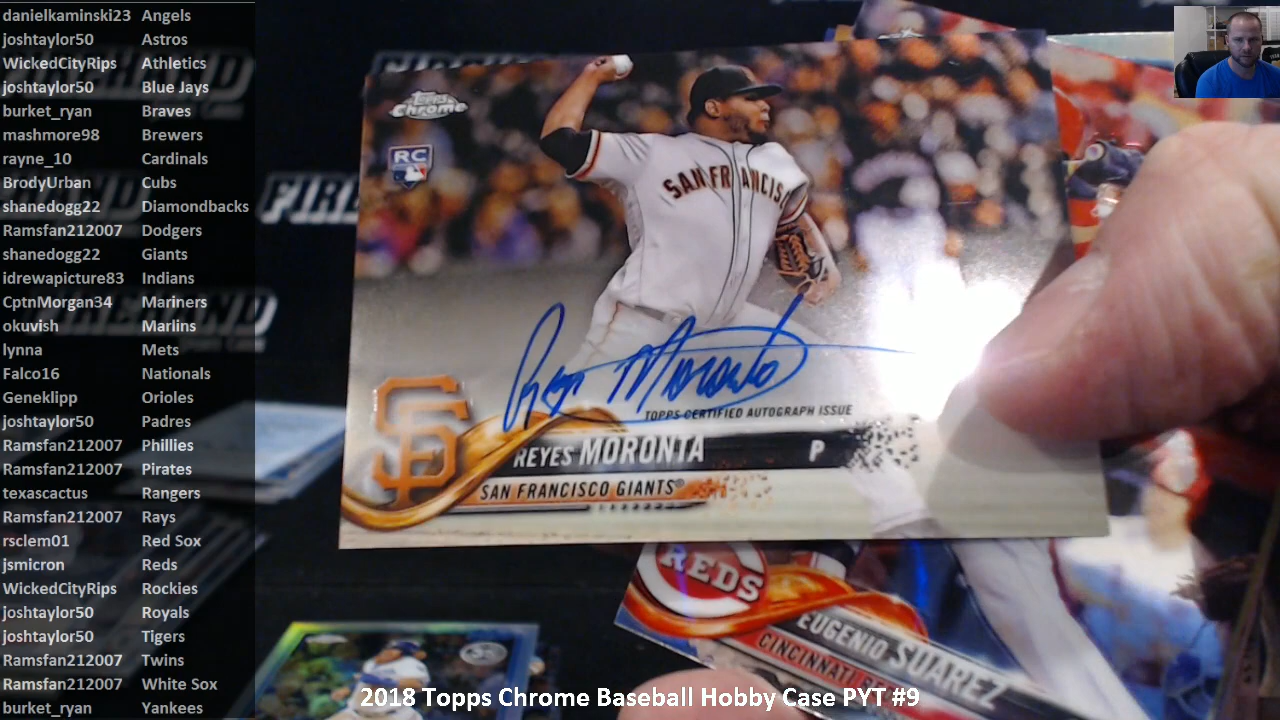 danielkaminski23 Angels
joshtaylor50 Astros
WickedCityRips Athletics
joshtaylor50 Blue Jays
burket_ryan Braves
mashmore98 Brewers
rayne_10 Cardinals
BrodyUrban Cubs
shanedogg22 Diamondbacks
Ramsfan212007 Dodgers
shanedogg22 Giants
idrewapicture83 Indians
CptnMorgan34 Mariners
okuvish Marlins
lynna Mets
Falco16 Nationals
Geneklipp Orioles
joshtaylor50 Padres
Ramsfan212007 Phillies
Ramsfan212007 Pirates
texascactus Rangers
Ramsfan212007 Rays
rsclem01 Red Sox
jsmicron Reds
WickedCityRips Rockies
joshtaylor50 Royals
joshtaylor50 Tigers
Ramsfan212007 Twins
Ramsfan212007 White Sox
burket_ryan Yankees
Topps
Chrome
RC
SAN FRANCIS
Reyes Moronta
TOPPS CERTIFIED AUTOGRAPH ISSUE
SF
REYES MORONTA P
SAN FRANCISCO GIANTS®
REDS
EUGENIO SUAREZ
CINCINNATI
2018 Topps Chrome Baseball Hobby Case PYT #9